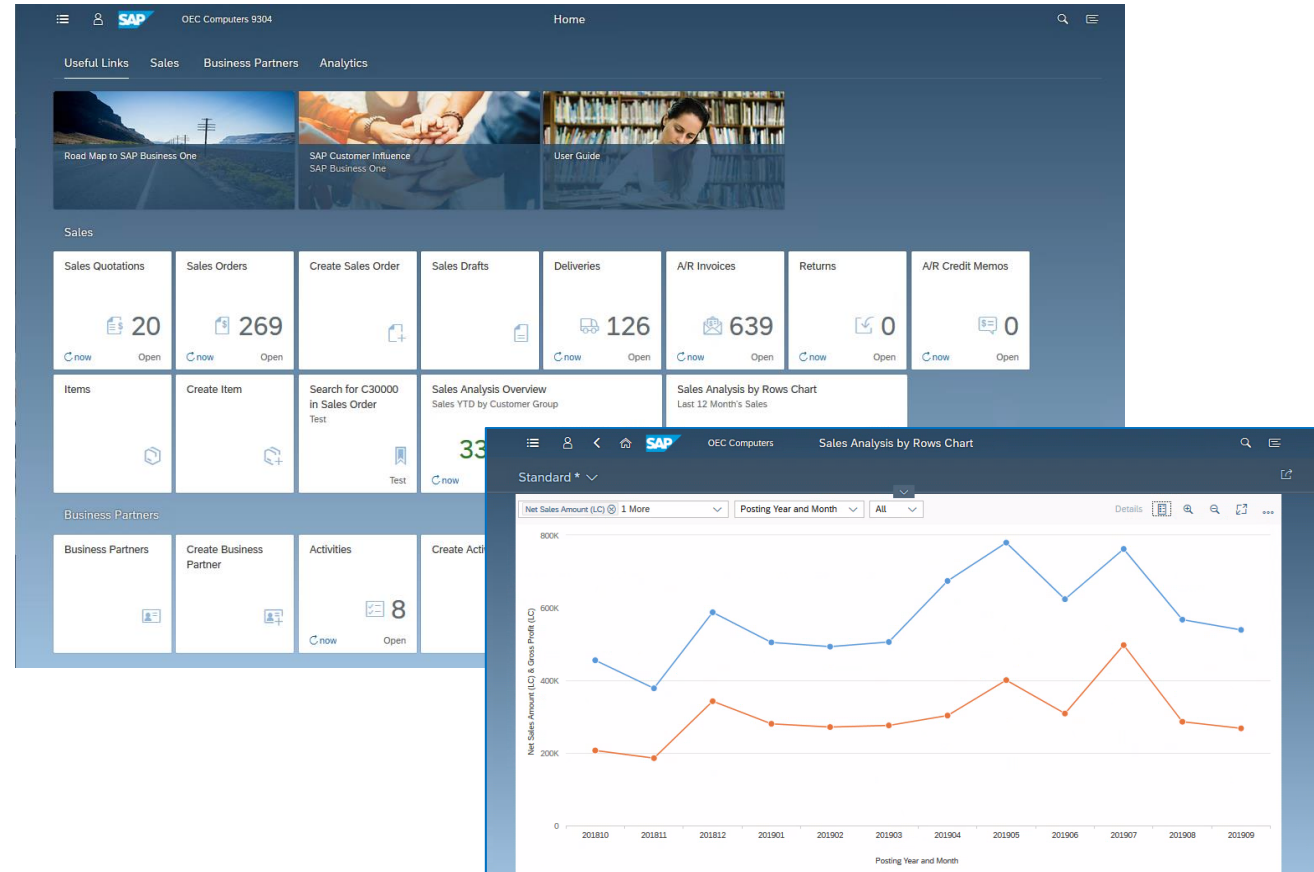 SAP OEC Computers 9304 Home
Useful Links Sales Business Partners Analytics
Road Map to SAP Business One
SAP Customer Influence
SAP Business One
User Guide
Sales
Sales Quotations
20
now Open
Sales Orders
269
now Open
Create Sales Order
Sales Drafts
Deliveries
126
now Open
A/R Invoices
639
now Open
Returns
0
now Open
A/R Credit Memos
0
now Open
Items
Create Item
Search for C30000
in Sales Order
Test
Test
Sales Analysis Overview
Sales YTD by Customer Group
33
now
Sales Analysis by Rows Chart
Last 12 Month's Sales
Business Partners
Business Partners
Create Business
Partner
Activities
8
now Open
Create Acti
SAP OEC Computers Sales Analysis by Rows Chart
Standard *
Net Sales Amount (LC) 1 More Posting Year and Month All Details
Net Sales Amount (LC) & Gross Profit (LC)
800K
600K
400K
200K
0
201810 201811 201812 201901 201902 201903 201904 201905 201906 201907 201908 201909
Posting Year and Month